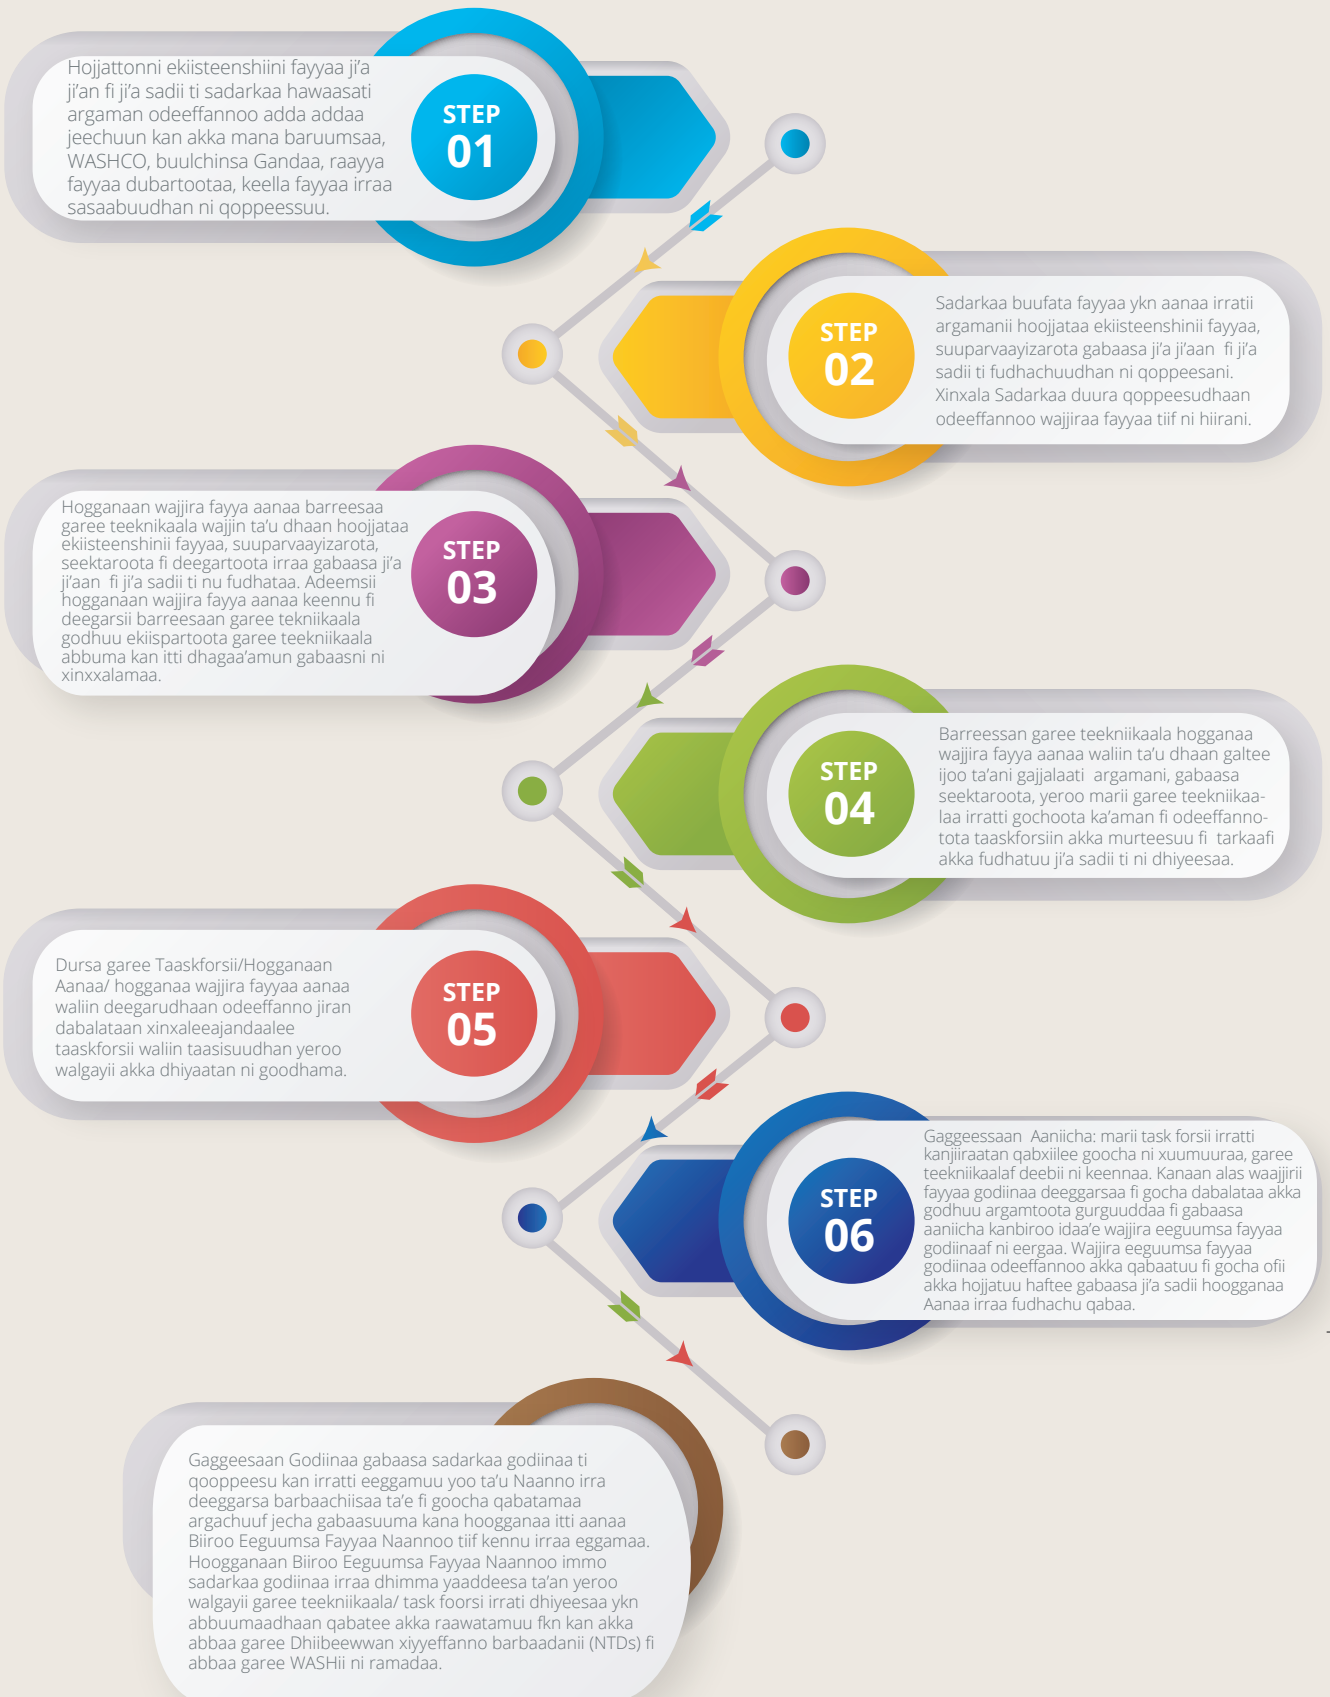 Hojjattonni ekiisteenshiini fayyaa ji’a
ji’an fi ji’a sadii ti sadarkaa hawaasati
argaman odeeffannoo adda addaa
jeechuun kan akka mana baruumsaa,
WASHCO, buulchinsa Gandaa, raayya
fayyaa dubartootaa, keella fayyaa irraa
sasaabuudhan ni qoppeessuu.
STEP
01
STEP
02
Sadarkaa buufata fayyaa ykn aanaa irratii
argamanii hoojjataa ekiisteenshinii fayyaa,
suuparvaayizarota gabaasa ji’a ji’aan fi ji’a
sadii ti fudhachuudhan ni qoppeesani.
Xinxala Sadarkaa duura qoppeesudhaan
odeeffannoo wajjiraa fayyaa tiif ni hiirani.
Hogganaan wajjira fayya aanaa barreesaa
garee teeknikaala wajjin ta’u dhaan hoojjataa
ekiisteenshinii fayyaa, suuparvaayizarota,
seektaroota fi deegartoota irraa gabaasa ji’a
ji’aan fi ji’a sadii ti nu fudhataa. Adeemsii
hogganaan wajjira fayya aanaa keennu fi
deegarsii barreesaan garee tekniikaala
godhuu ekiispartoota garee teekniikaala
abbuma kan itti dhagaa’amun gabaasni ni
xinxxalamaa.
STEP
03
STEP
04
Barreessan garee teekniikaala hogganaa
wajjira fayya aanaa waliin ta’u dhaan galtee
ijoo ta’ani gajjalaati argamani, gabaasa
seektaroota, yeroo marii garee teekniikaa-
laa irratti gochoota ka’aman fi odeeffanno-
tota taaskforsiin akka murteesuu fi tarkaafi
akka fudhatuu ji’a sadii ti ni dhiyeesaa.
Dursa garee Taaskforsii/Hogganaan
Aanaa/ hogganaa wajjira fayyaa aanaa
waliin deegarudhaan odeeffanno jiran
dabalataan xinxaleeajandaalee
taaskforsii waliin taasisuudhan yeroo
walgayii akka dhiyaatan ni goodhama.
STEP
05
STEP
06
Gaggeessaan Aaniicha: marii task forsii irratti
kanjiiraatan qabxiilee goocha ni xuumuuraa, garee
teekniikaalaf deebii ni keennaa. Kanaan alas waajjirii
fayyaa godiinaa deeggarsaa fi gocha dabalataa akka
godhuu argamtoota gurguuddaa fi gabaasa
aaniicha kanbiroo idaa’e wajjira eeguumsa fayyaa
godiinaaf ni eergaa. Wajjira eeguumsa fayyaa
godiinaa odeeffannoo akka qabaatuu fi gocha ofii
akka hojjatuu haftee gabaasa ji’a sadii hoogganaa
Aanaa irraa fudhachu qabaa.
Gaggeesaan Godiinaa gabaasa sadarkaa godiinaa ti
qooppeesu kan irratti eeggamuu yoo ta’u Naanno irra
deeggarsa barbaachiisaa ta’e fi goocha qabatamaa
argachuuf jecha gabaasuuma kana hoogganaa itti aanaa
Biiroo Eeguumsa Fayyaa Naannoo tiif kennu irraa eggamaa.
Hoogganaan Biiroo Eeguumsa Fayyaa Naannoo immo
sadarkaa godiinaa irraa dhimma yaaddeesa ta’an yeroo
walgayii garee teekniikaala/ task foorsi irrati dhiyeesaa ykn
abbuumaadhaan qabatee akka raawatamuu fkn kan akka
abbaa garee Dhiibeewwan xiyyeffanno barbaadanii (NTDs) fi
abbaa garee WASHii ni ramadaa.